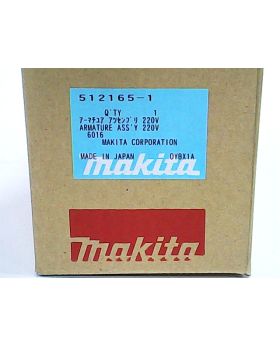 512165-1
Q'TY 1
アーマチュア アッセンブリ 220V
ARMATURE ASS'Y 220V
6016
MAKITA CORPORATION
MADE IN JAPAN 0YBX1A
makita
makita